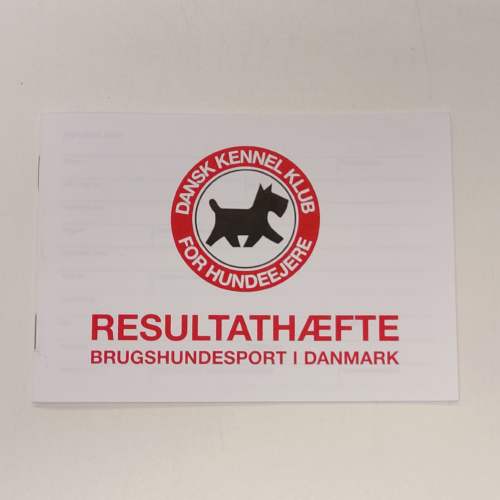 DANSK KENNEL KLUB
FOR HUNDEEJERE
RESULTATHÆFTE
BRUGSHUNDESPORT I DANMARK